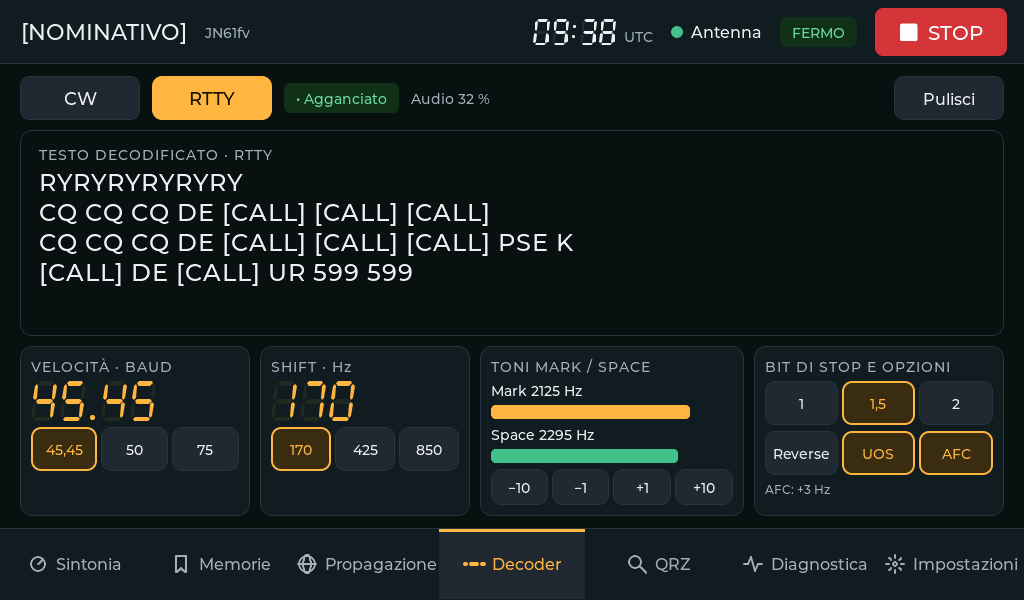 [NOMINATIVO] JN61fv 09:38 UTC Antenna FERMO STOP
CW RTTY • Agganciato Audio 32 % Pulisci
TESTO DECODIFICATO · RTTY
RYRYRYRYRYRY
CQ CQ CQ DE [CALL] [CALL] [CALL]
CQ CQ CQ DE [CALL] [CALL] [CALL] PSE K
[CALL] DE [CALL] UR 599 599
VELOCITÀ · BAUD
45.45
45,45 50 75
SHIFT · Hz
170
170 425 850
TONI MARK / SPACE
Mark 2125 Hz
Space 2295 Hz
−10 −1 +1 +10
BIT DI STOP E OPZIONI
1 1,5 2
Reverse UOS AFC
AFC: +3 Hz
Sintonia Memorie Propagazione Decoder QRZ Diagnostica Impostazioni